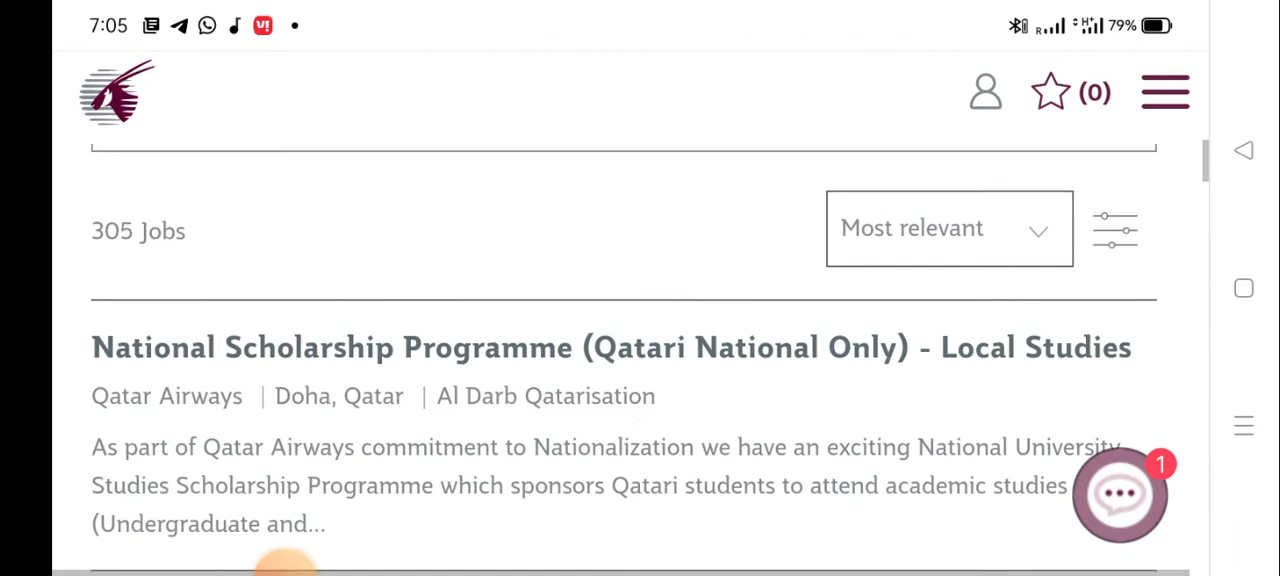 7:05 79%
(0)
305 Jobs
Most relevant
National Scholarship Programme (Qatari National Only) - Local Studies
Qatar Airways | Doha, Qatar | Al Darb Qatarisation
As part of Qatar Airways commitment to Nationalization we have an exciting National University
Studies Scholarship Programme which sponsors Qatari students to attend academic studies
(Undergraduate and...
1